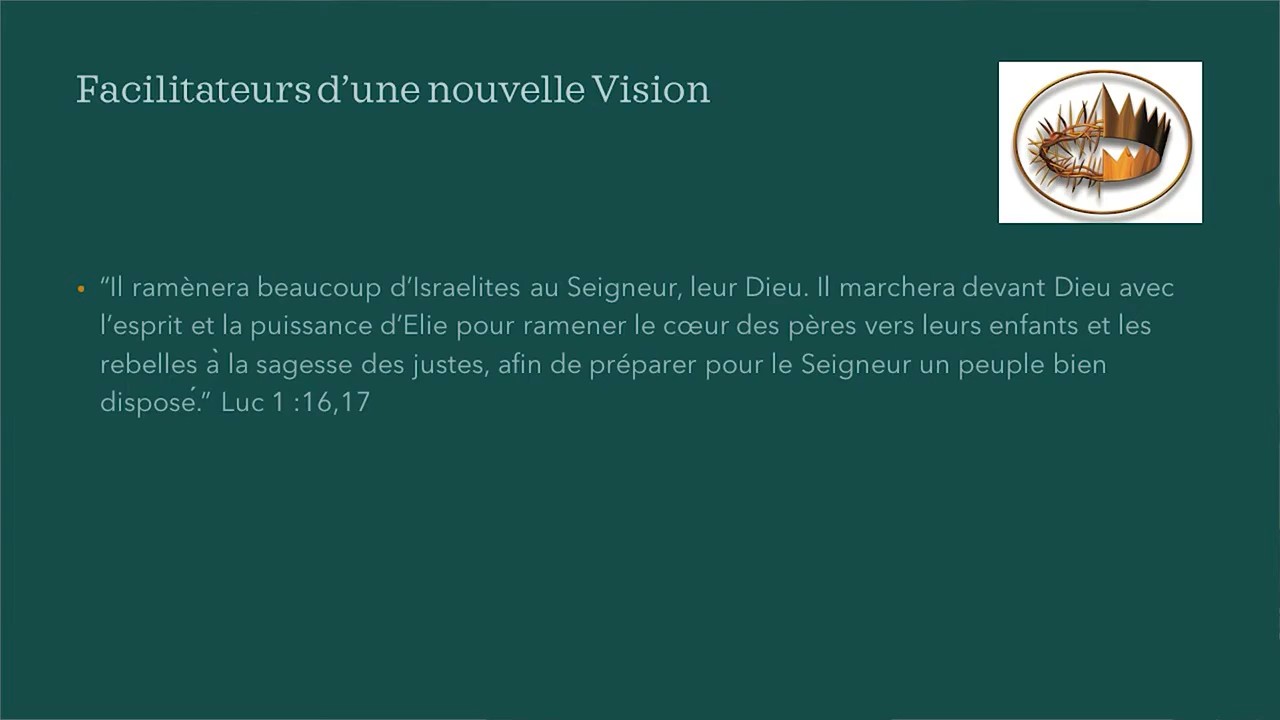 Facilitateurs d’une nouvelle Vision
• “Il ramènera beaucoup d’Israelites au Seigneur, leur Dieu. Il marchera devant Dieu avec
l’esprit et la puissance d’Elie pour ramener le cœur des pères vers leurs enfants et les
rebelles à la sagesse des justes, afin de préparer pour le Seigneur un peuple bien
disposé.” Luc 1 :16,17